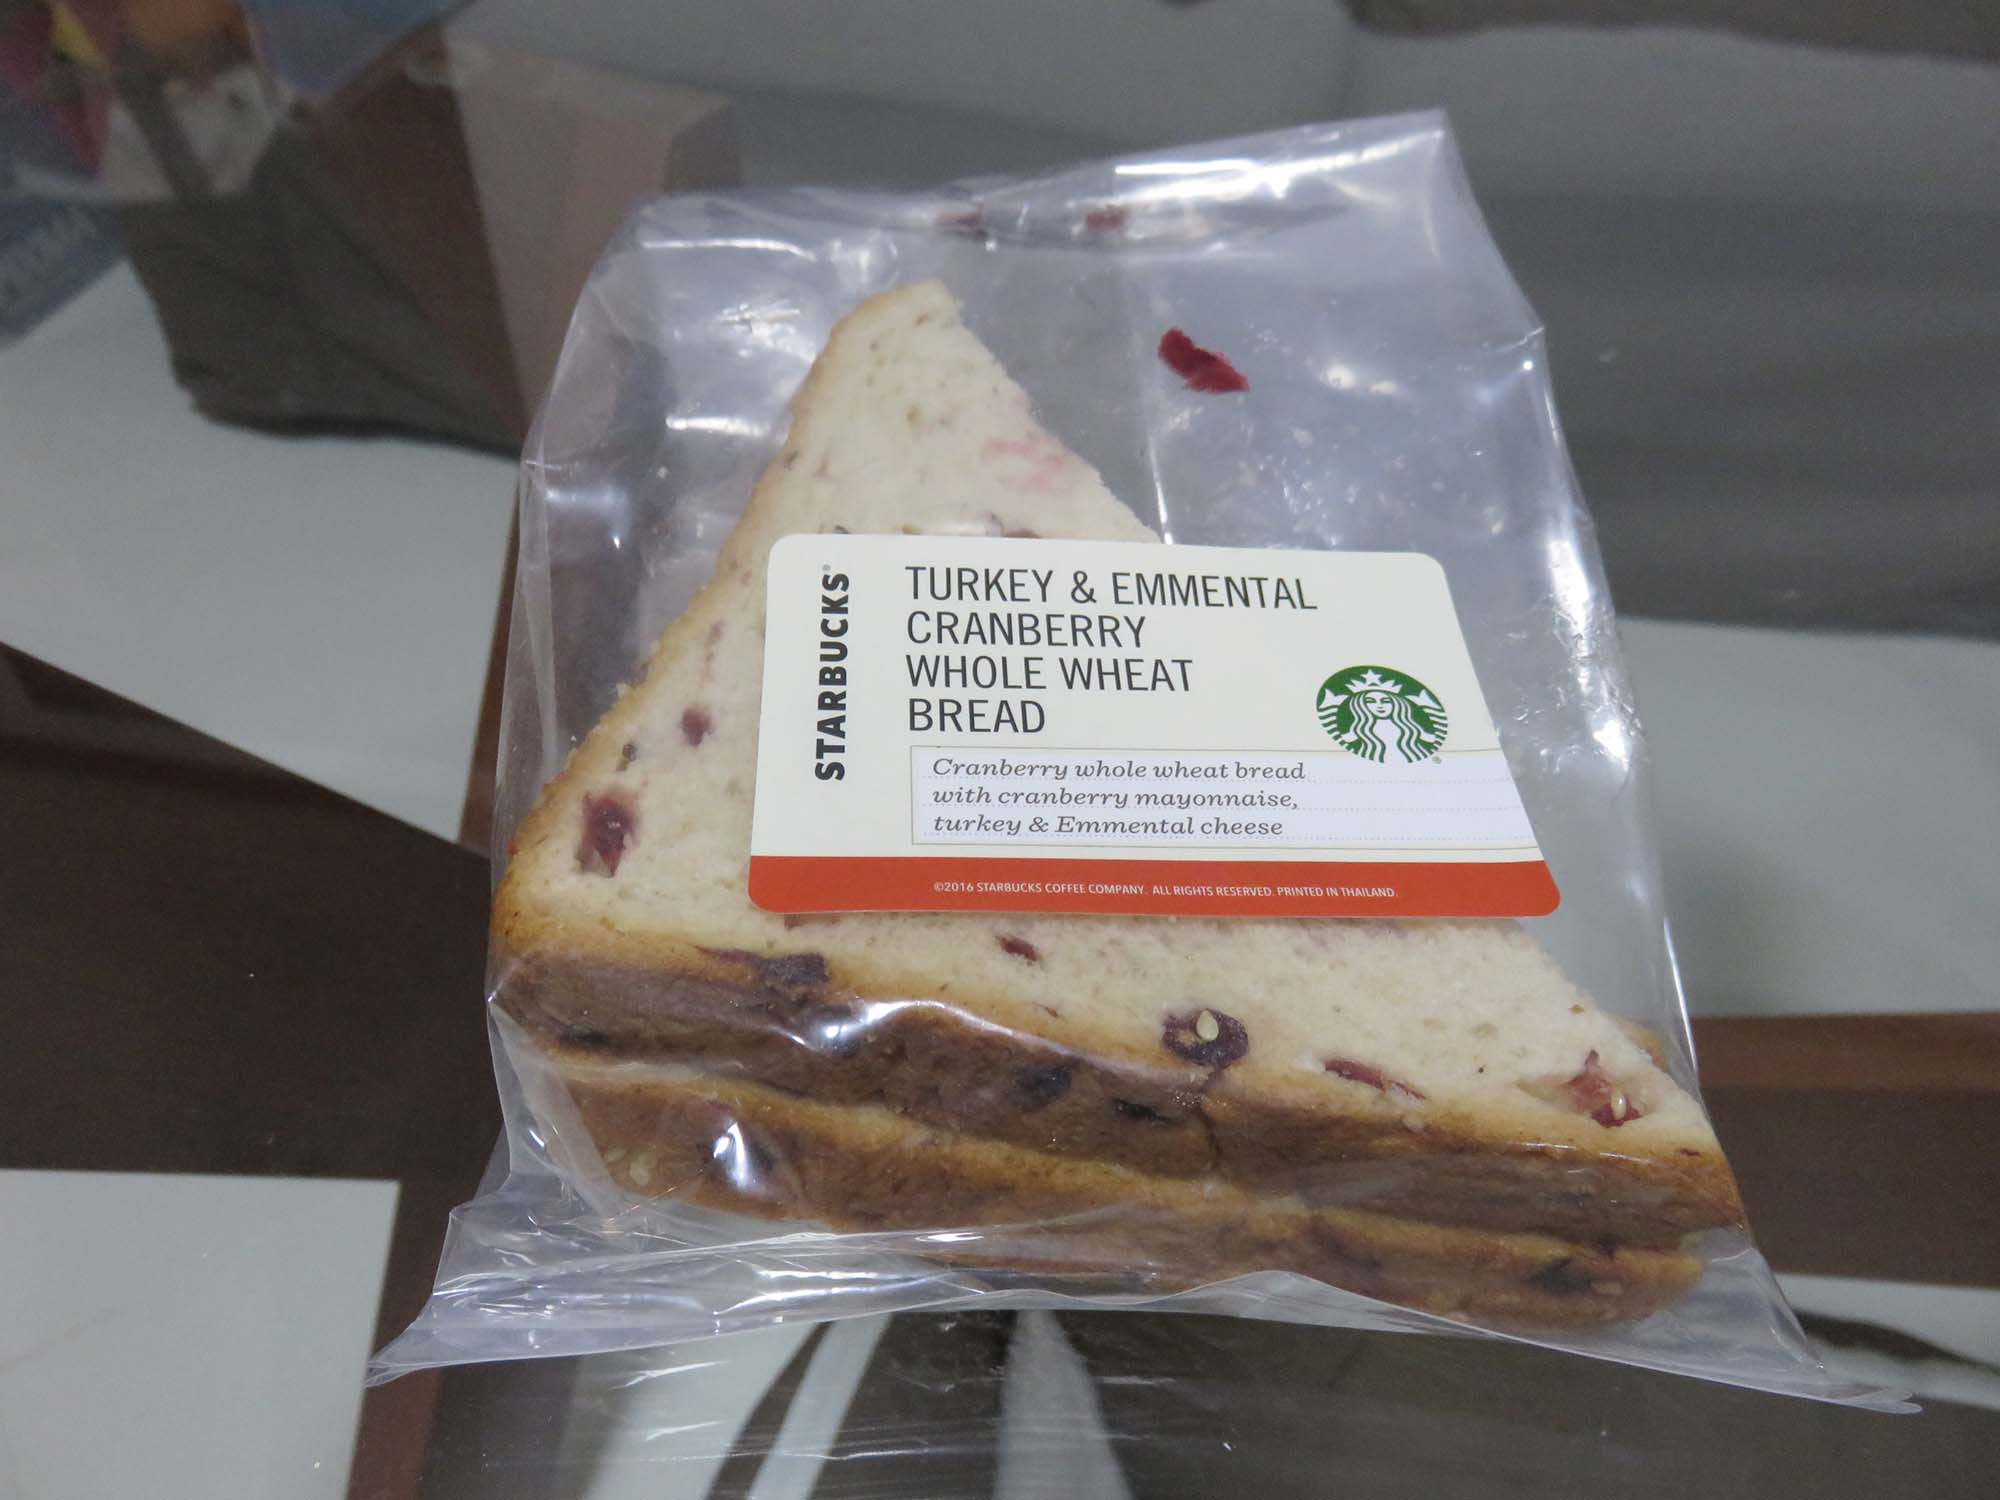 STARBUCKS®
TURKEY & EMMENTAL
CRANBERRY
WHOLE WHEAT
BREAD
Cranberry whole wheat bread
with cranberry mayonnaise,
turkey & Emmental cheese
©2016 STARBUCKS COFFEE COMPANY. ALL RIGHTS RESERVED. PRINTED IN THAILAND.